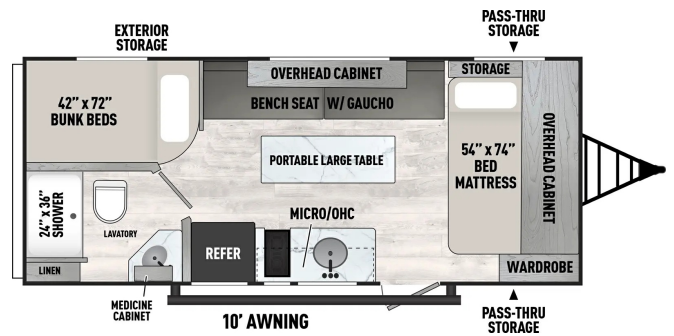 EXTERIOR
STORAGE
PASS-THRU
STORAGE
42” x 72”
BUNK BEDS
OVERHEAD CABINET
BENCH SEAT W/ GAUCHO
STORAGE
54” x 74”
BED
MATTRESS
OVERHEAD CABINET
PORTABLE LARGE TABLE
24” x 36”
SHOWER
LAVATORY
MICRO/OHC
REFER
LINEN
WARDROBE
MEDICINE
CABINET
10’ AWNING
PASS-THRU
STORAGE